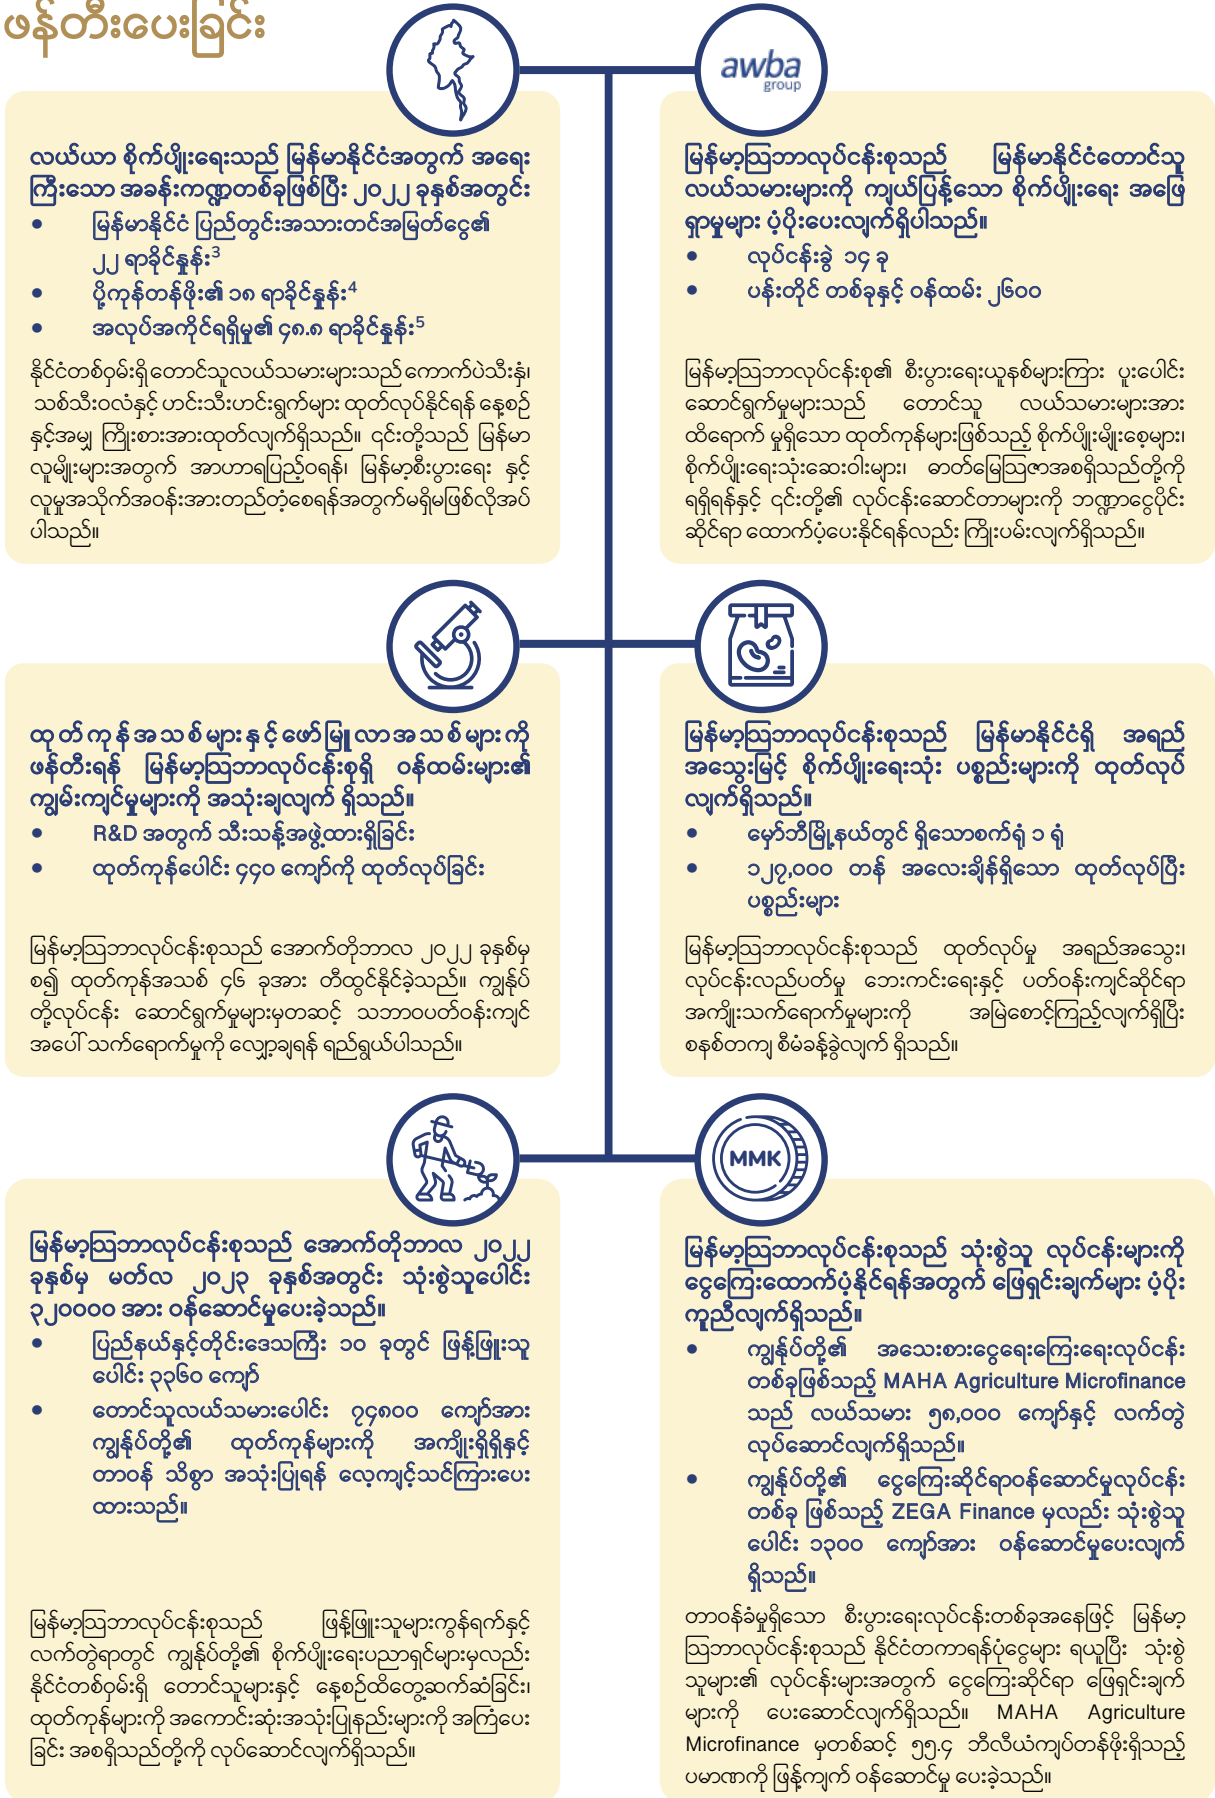 ဖန်တီးပေးခြင်း
awba
group
လယ်ယာ စိုက်ပျိုးရေးသည် မြန်မာနိုင်ငံအတွက် အရေး
ကြီးသော အခန်းကဏ္ဍတစ်ခုဖြစ်ပြီး ၂၀၂၂ ခုနှစ်အတွင်း
• မြန်မာနိုင်ငံ ပြည်တွင်းအသားတင်အမြတ်ငွေ၏
၂၂ ရာခိုင်နှုန်း³
• ပို့ကုန်တန်ဖိုး၏ ၁၈ ရာခိုင်နှုန်း⁴
• အလုပ်အကိုင်ရရှိမှု၏ ၄၈.၈ ရာခိုင်နှုန်း⁵
နိုင်ငံတစ်ဝှမ်းရှိ တောင်သူလယ်သမားများသည် ကောက်ပဲသီးနှံ၊
သစ်သီးဝလံနှင့် ဟင်းသီးဟင်းရွက်များ ထုတ်လုပ်နိုင်ရန် နေ့စဉ်
နှင့်အမျှ ကြိုးစားအားထုတ်လျက်ရှိသည်။ ၎င်းတို့သည် မြန်မာ
လူမျိုးများအတွက် အာဟာရပြည့်ဝရန်၊ မြန်မာ့စီးပွားရေး နှင့်
လူမှုအသိုက်အဝန်းအားတည်တံ့စေရန်အတွက်မရှိမဖြစ်လိုအပ်
ပါသည်။
မြန်မာ့ဩဘာလုပ်ငန်းစုသည် မြန်မာနိုင်ငံတောင်သူ
လယ်သမားများကို ကျယ်ပြန့်သော စိုက်ပျိုးရေး အဖြေ
ရှာမှုများ ပံ့ပိုးပေးလျက်ရှိပါသည်။
• လုပ်ငန်းခွဲ ၁၄ ခု
• ပန်းတိုင် တစ်ခုနှင့် ဝန်ထမ်း ၂၆၀၀
မြန်မာ့ဩဘာလုပ်ငန်းစု၏ စီးပွားရေးယူနစ်များကြား ပူးပေါင်း
ဆောင်ရွက်မှုများသည် တောင်သူ လယ်သမားများအား
ထိရောက် မှုရှိသော ထုတ်ကုန်များဖြစ်သည့် စိုက်ပျိုးမျိုးစေ့များ၊
စိုက်ပျိုးရေးသုံးဆေးဝါးများ၊ ဓာတ်မြေဩဇာအစရှိသည်တို့ကို
ရရှိရန်နှင့် ၎င်းတို့၏ လုပ်ငန်းဆောင်တာများကို ဘဏ္ဍာငွေပိုင်း
ဆိုင်ရာ ထောက်ပံ့ပေးနိုင်ရန်လည်း ကြိုးပမ်းလျက်ရှိသည်။
ထုတ်ကုန်အသစ်များနှင့်ဖော်မြူလာအသစ်များကို
ဖန်တီးရန် မြန်မာ့ဩဘာလုပ်ငန်းစုရှိ ဝန်ထမ်းများ၏
ကျွမ်းကျင်မှုများကို အသုံးချလျက် ရှိသည်။
• R&D အတွက် သီးသန့်အဖွဲ့ထားရှိခြင်း
• ထုတ်ကုန်ပေါင်း ၄၄၀ ကျော်ကို ထုတ်လုပ်ခြင်း
မြန်မာ့ဩဘာလုပ်ငန်းစုသည် အောက်တိုဘာလ ၂၀၂၂ ခုနှစ်မှ
စ၍ ထုတ်ကုန်အသစ် ၄၆ ခုအား တီထွင်နိုင်ခဲ့သည်။ ကျွန်ုပ်
တို့လုပ်ငန်း ဆောင်ရွက်မှုများမှတဆင့် သဘာဝပတ်ဝန်းကျင်
အပေါ် သက်ရောက်မှုကို လျှော့ချရန် ရည်ရွယ်ပါသည်။
မြန်မာ့ဩဘာလုပ်ငန်းစုသည် မြန်မာနိုင်ငံရှိ အရည်
အသွေးမြင့် စိုက်ပျိုးရေးသုံး ပစ္စည်းများကို ထုတ်လုပ်
လျက်ရှိသည်။
• မှော်ဘီမြို့နယ်တွင် ရှိသောစက်ရုံ ၁ ရုံ
• ၁၂၇,၀၀၀ တန် အလေးချိန်ရှိသော ထုတ်လုပ်ပြီး
ပစ္စည်းများ
မြန်မာ့ဩဘာလုပ်ငန်းစုသည် ထုတ်လုပ်မှု အရည်အသွေး၊
လုပ်ငန်းလည်ပတ်မှု ဘေးကင်းရေးနှင့် ပတ်ဝန်းကျင်ဆိုင်ရာ
အကျိုးသက်ရောက်မှုများကို အမြဲစောင့်ကြည့်လျက်ရှိပြီး
စနစ်တကျ စီမံခန့်ခွဲလျက် ရှိသည်။
MMK
မြန်မာ့ဩဘာလုပ်ငန်းစုသည် အောက်တိုဘာလ ၂၀၂၂
ခုနှစ်မှ မတ်လ ၂၀၂၃ ခုနှစ်အတွင်း သုံးစွဲသူပေါင်း
၃၂၀၀၀၀ အား ဝန်ဆောင်မှုပေးခဲ့သည်။
• ပြည်နယ်နှင့်တိုင်းဒေသကြီး ၁၀ ခုတွင် ဖြန့်ဖြူးသူ
ပေါင်း ၃၃၆၀ ကျော်
• တောင်သူလယ်သမားပေါင်း ၇၄၈၀၀ ကျော်အား
ကျွန်ုပ်တို့၏ ထုတ်ကုန်များကို အကျိုးရှိရှိနှင့်
တာဝန် သိစွာ အသုံးပြုရန် လေ့ကျင့်သင်ကြားပေး
ထားသည်။
မြန်မာ့ဩဘာလုပ်ငန်းစုသည် ဖြန့်ဖြူးသူများကွန်ရက်နှင့်
လက်တွဲရာတွင် ကျွန်ုပ်တို့၏ စိုက်ပျိုးရေးပညာရှင်များမှလည်း
နိုင်ငံတစ်ဝှမ်းရှိ တောင်သူများနှင့် နေ့စဉ်ထိတွေ့ဆက်ဆံခြင်း၊
ထုတ်ကုန်များကို အကောင်းဆုံးအသုံးပြုနည်းများကို အကြံပေး
ခြင်း အစရှိသည်တို့ကို လုပ်ဆောင်လျက်ရှိသည်။
မြန်မာ့ဩဘာလုပ်ငန်းစုသည် သုံးစွဲသူ လုပ်ငန်းများကို
ငွေကြေးထောက်ပံ့နိုင်ရန်အတွက် ဖြေရှင်းချက်များ ပံ့ပိုး
ကူညီလျက်ရှိသည်။
• ကျွန်ုပ်တို့၏ အသေးစားငွေရေးကြေးရေးလုပ်ငန်း
တစ်ခုဖြစ်သည့် MAHA Agriculture Microfinance
သည် လယ်သမား ၅၈,၀၀၀ ကျော်နှင့် လက်တွဲ
လုပ်ဆောင်လျက်ရှိသည်။
• ကျွန်ုပ်တို့၏ ငွေကြေးဆိုင်ရာဝန်ဆောင်မှုလုပ်ငန်း
တစ်ခု ဖြစ်သည့် ZEGA Finance မှလည်း သုံးစွဲသူ
ပေါင်း ၁၃၀၀ ကျော်အား ဝန်ဆောင်မှုပေးလျက်
ရှိသည်။
တာဝန်ခံမှုရှိသော စီးပွားရေးလုပ်ငန်းတစ်ခုအနေဖြင့် မြန်မာ့
ဩဘာလုပ်ငန်းစုသည် နိုင်ငံတကာရန်ပုံငွေများ ရယူပြီး သုံးစွဲ
သူများ၏ လုပ်ငန်းများအတွက် ငွေကြေးဆိုင်ရာ ဖြေရှင်းချက်
များကို ပေးဆောင်လျက်ရှိသည်။ MAHA Agriculture
Microfinance မှတစ်ဆင့် ၅၅.၄ ဘီလီယံကျပ်တန်ဖိုးရှိသည့်
ပမာဏကို ဖြန့်ကျက် ဝန်ဆောင်မှု ပေးခဲ့သည်။